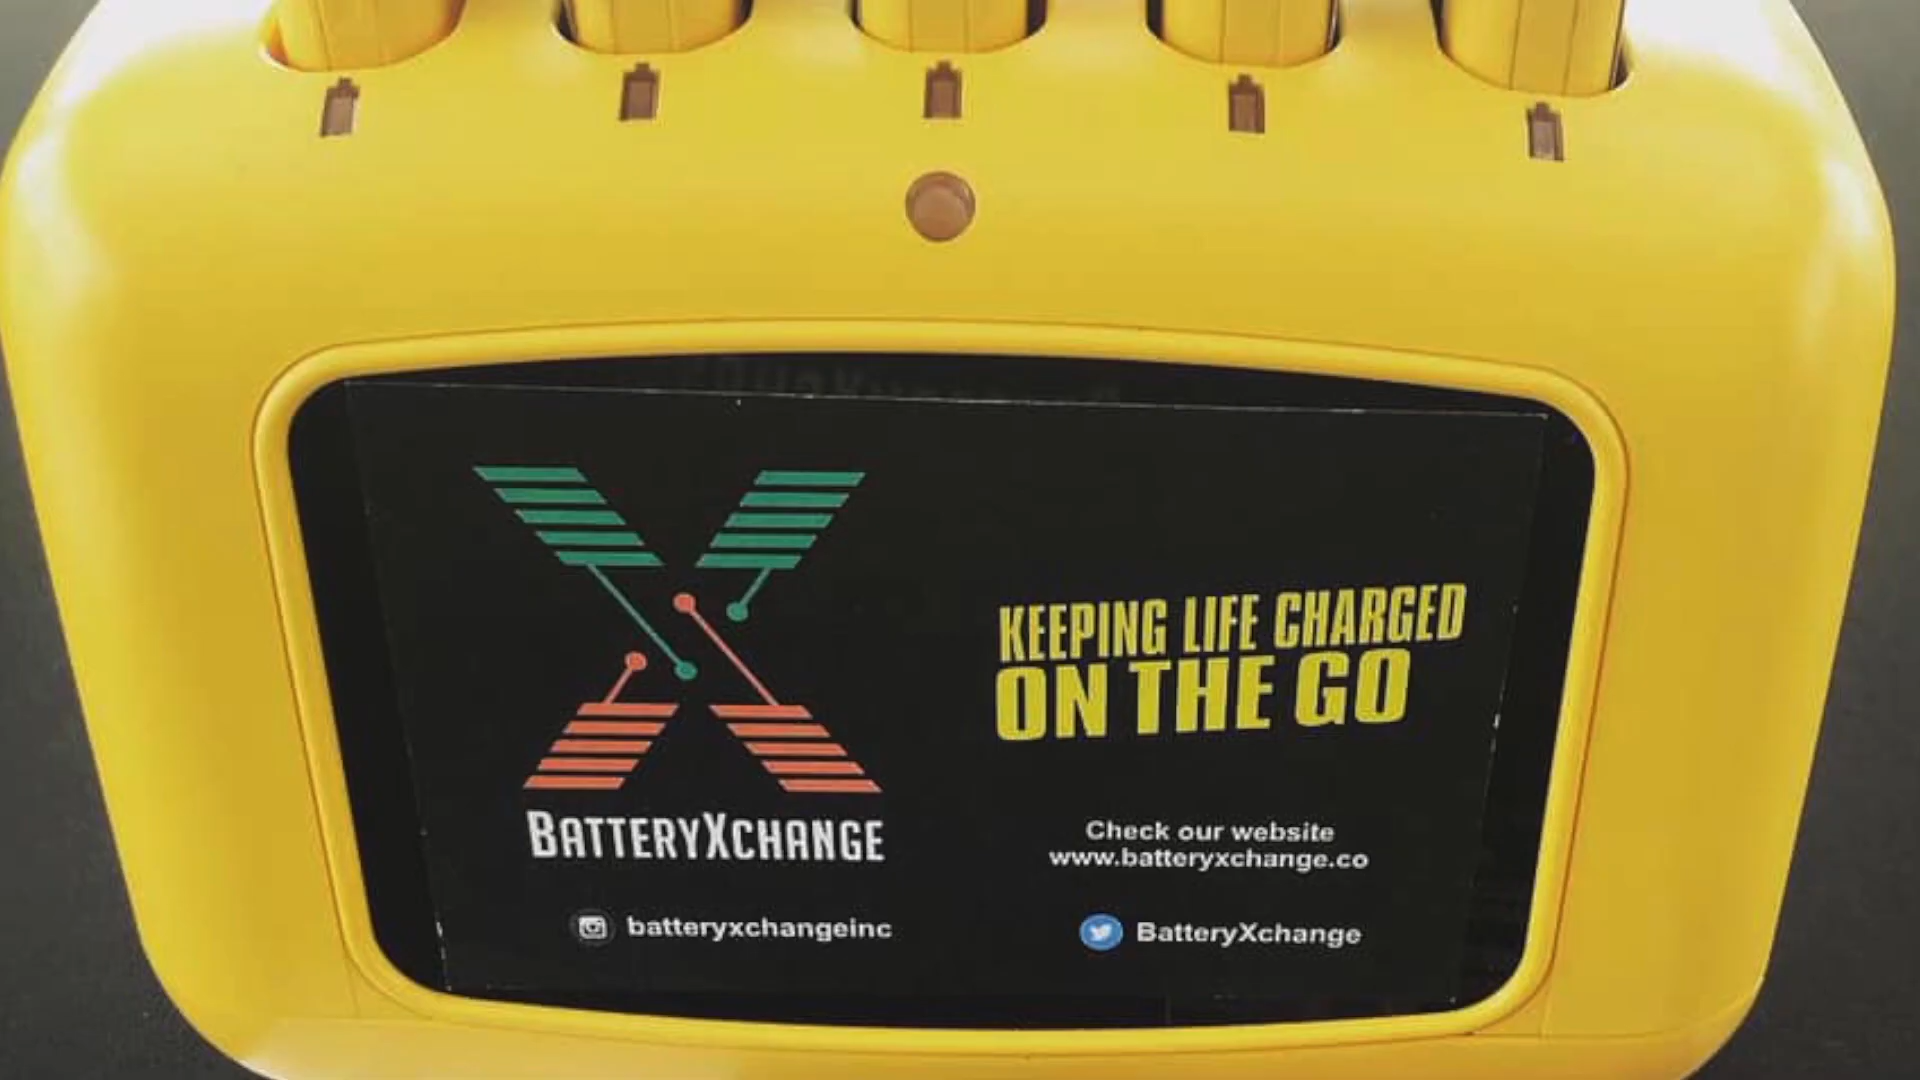 BATTERYXCHANGE
batteryxchangeinc
KEEPING LIFE CHARGED
ON THE GO
Check our website
www.batteryxchange.co
BatteryXchange